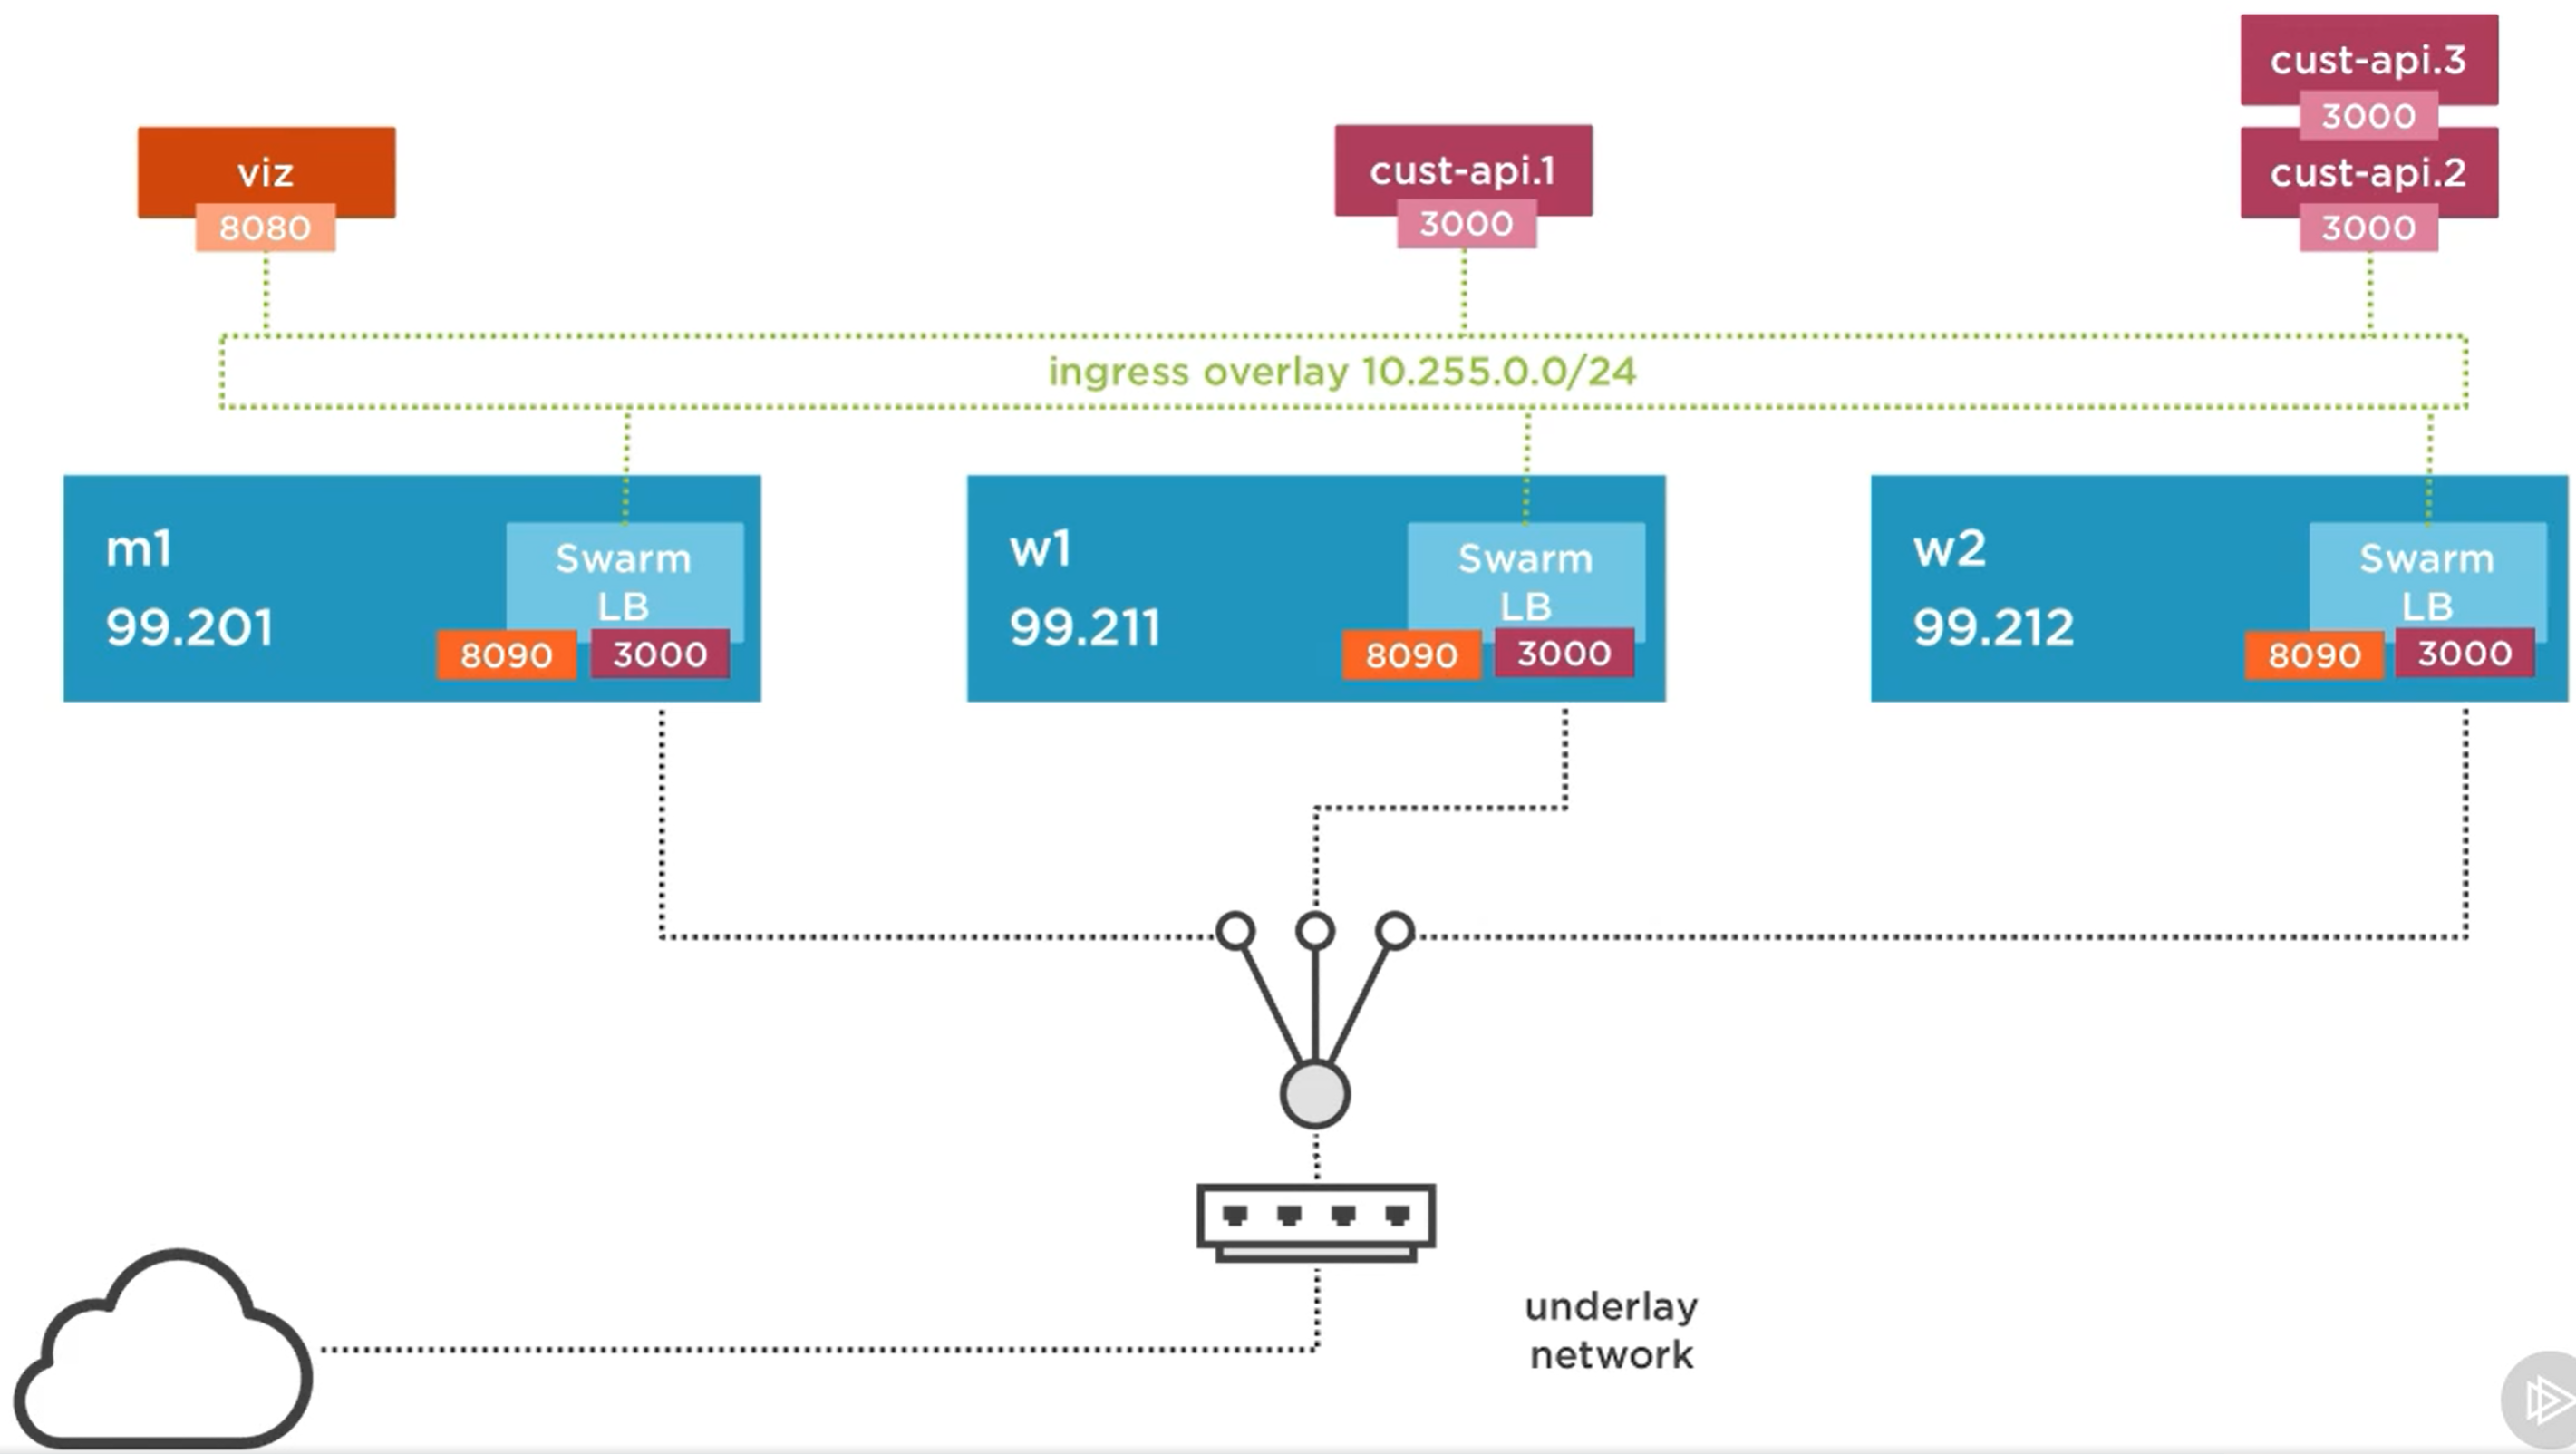 cust-api.3
3000
viz
8080
cust-api.1
3000
cust-api.2
3000
ingress overlay 10.255.0.0/24
m1
99.201
Swarm
LB
8090
3000
w1
99.211
Swarm
LB
8090
3000
w2
99.212
Swarm
LB
8090
3000
underlay
network